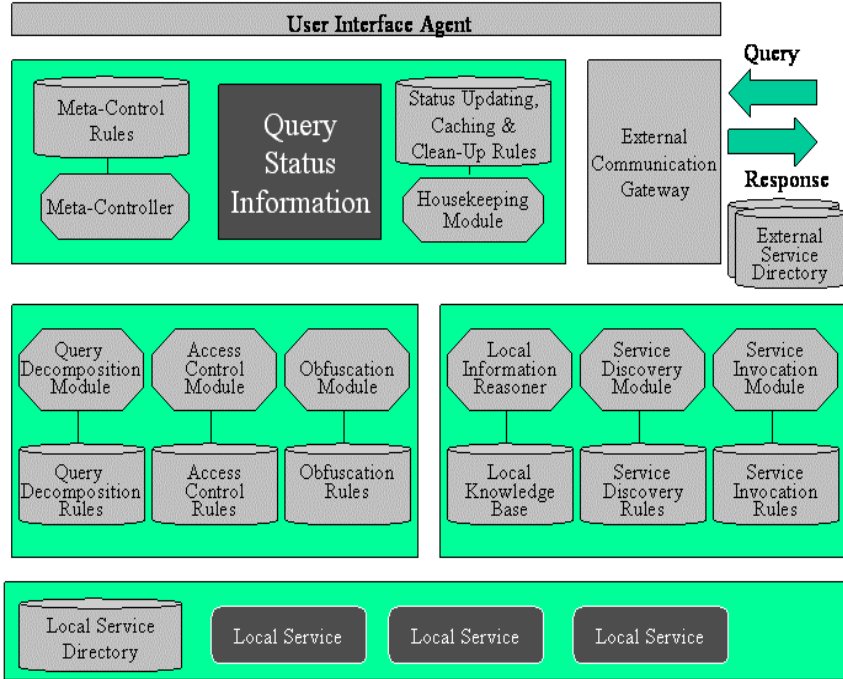 User Interface Agent
Meta-Control
Rules
Meta-Controller
Query
Status
Information
Status Updating,
Caching &
Clean-Up Rules
Housekeeping
Module
External
Communication
Gateway
Query
Response
External
Service
Directory
Query
Decomposition
Module
Access
Control Module
Obfuscation
Module
Local
Information
Reasoner
Service
Discovery
Module
Service
Invocation
Module
Query
Decomposition
Rules
Access
Control
Rules
Obfuscation
Rules
Local
Knowledge
Base
Service
Discovery
Rules
Service
Invocation
Rules
Local Service
Directory
Local Service
Local Service
Local Service